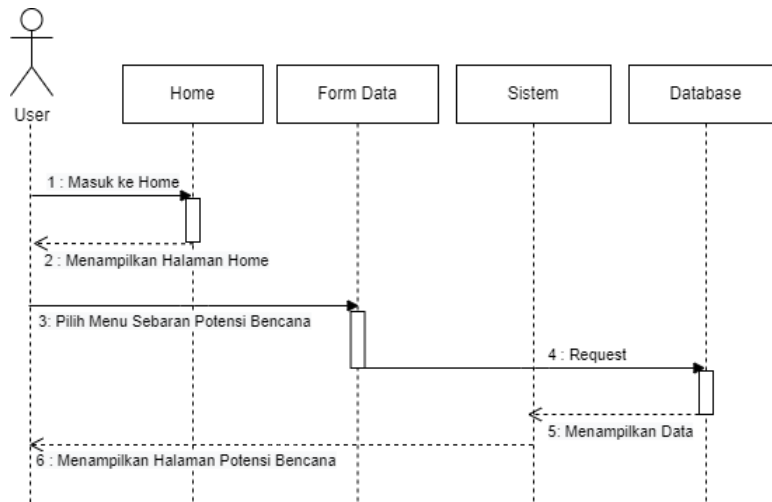 User
Home
Form Data
Sistem
Database
1 : Masuk ke Home
2 : Menampilkan Halaman Home
3: Pilih Menu Sebaran Potensi Bencana
4 : Request
5: Menampilkan Data
6 : Menampilkan Halaman Potensi Bencana